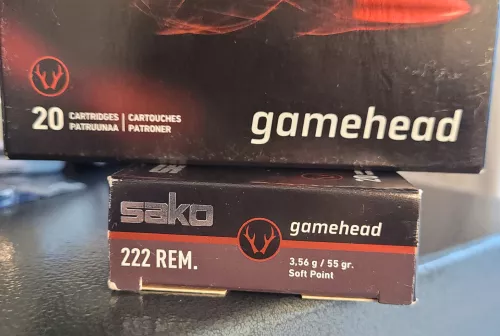 20 CARTRIDGES | CARTOUCHES
PATRUUNAA | PATRONER
gamehead
sako
gamehead
222 REM.
3,56 g / 55 gr.
Soft Point